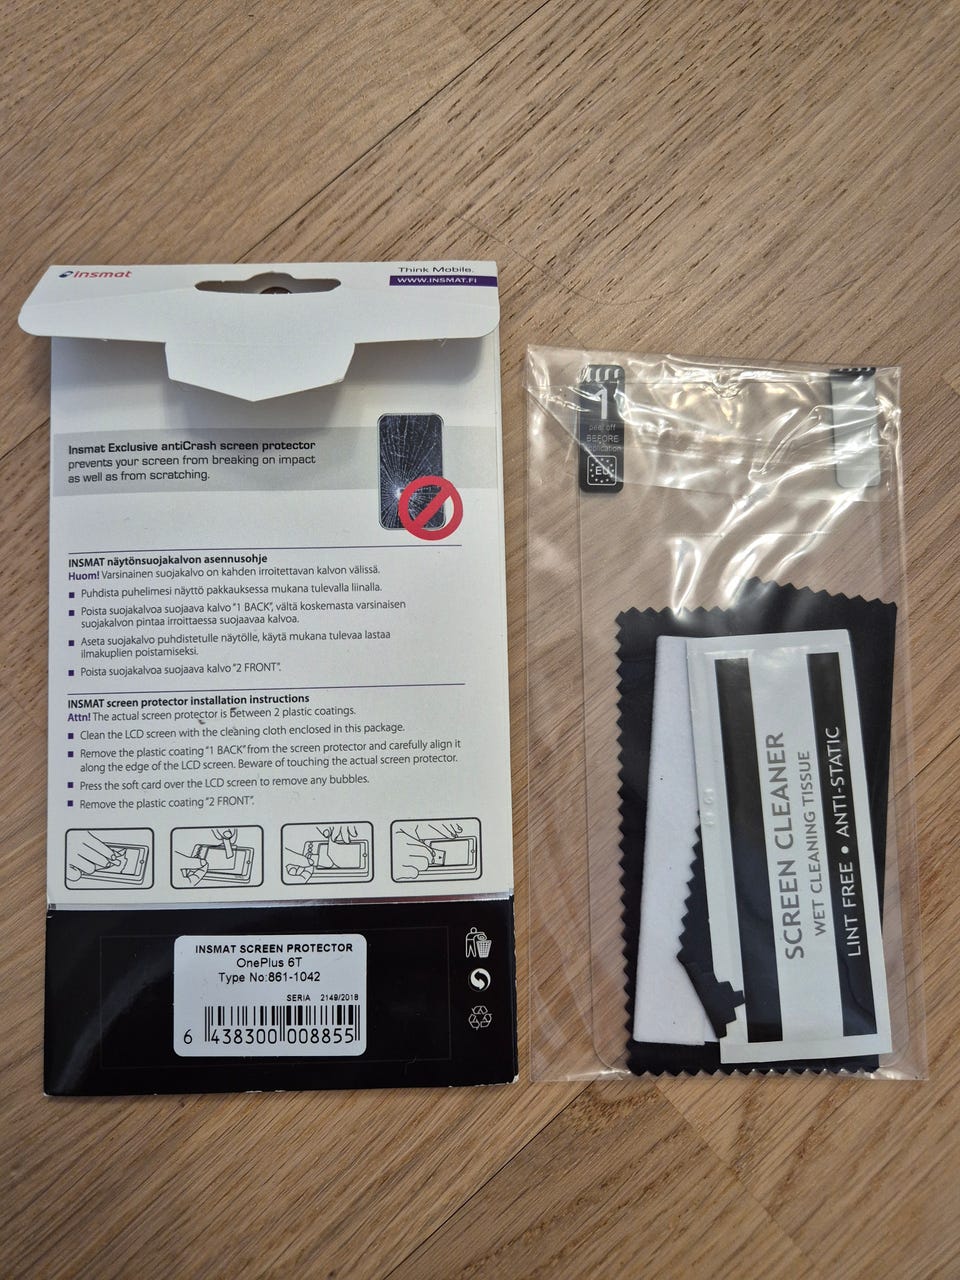 insmat
Think Mobile.
WWW.INSMAT.FI
Insmat Exclusive antiCrash screen protector
prevents your screen from breaking on impact
as well as from scratching.
INSMAT näytönsuojakalvon asennusohje
Huom! Varsinainen suojakalvo on kahden irroitettavan kalvon välissä.
Puhdista puhelimesi näyttö pakkauksessa mukana tulevalla liinalla.
Poista suojakalvoa suojaava kalvo "1 BACK", vältä koskemasta varsinaisen
suojakalvon pintaa irroittaessa suojaavaa kalvoa.
Aseta suojakalvo puhdistetulle näytölle, käytä mukana tulevaa lastaa
ilmakuplien poistamiseksi.
Poista suojakalvoa suojaava kalvo "2 FRONT".
INSMAT screen protector installation instructions
Attn! The actual screen protector is between 2 plastic coatings.
Clean the LCD screen with the cleaning cloth enclosed in this package.
Remove the plastic coating "1 BACK" from the screen protector and carefully align it
along the edge of the LCD screen. Beware of touching the actual screen protector.
Press the soft card over the LCD screen to remove any bubbles.
Remove the plastic coating "2 FRONT".
INSMAT SCREEN PROTECTOR
OnePlus 6T
Type No:861-1042
SERIA 2149/2018
6 438300 008855
1
peel off
BEFORE
application
EU
SCREEN CLEANER
WET CLEANING TISSUE
LINT FREE • ANTI-STATIC